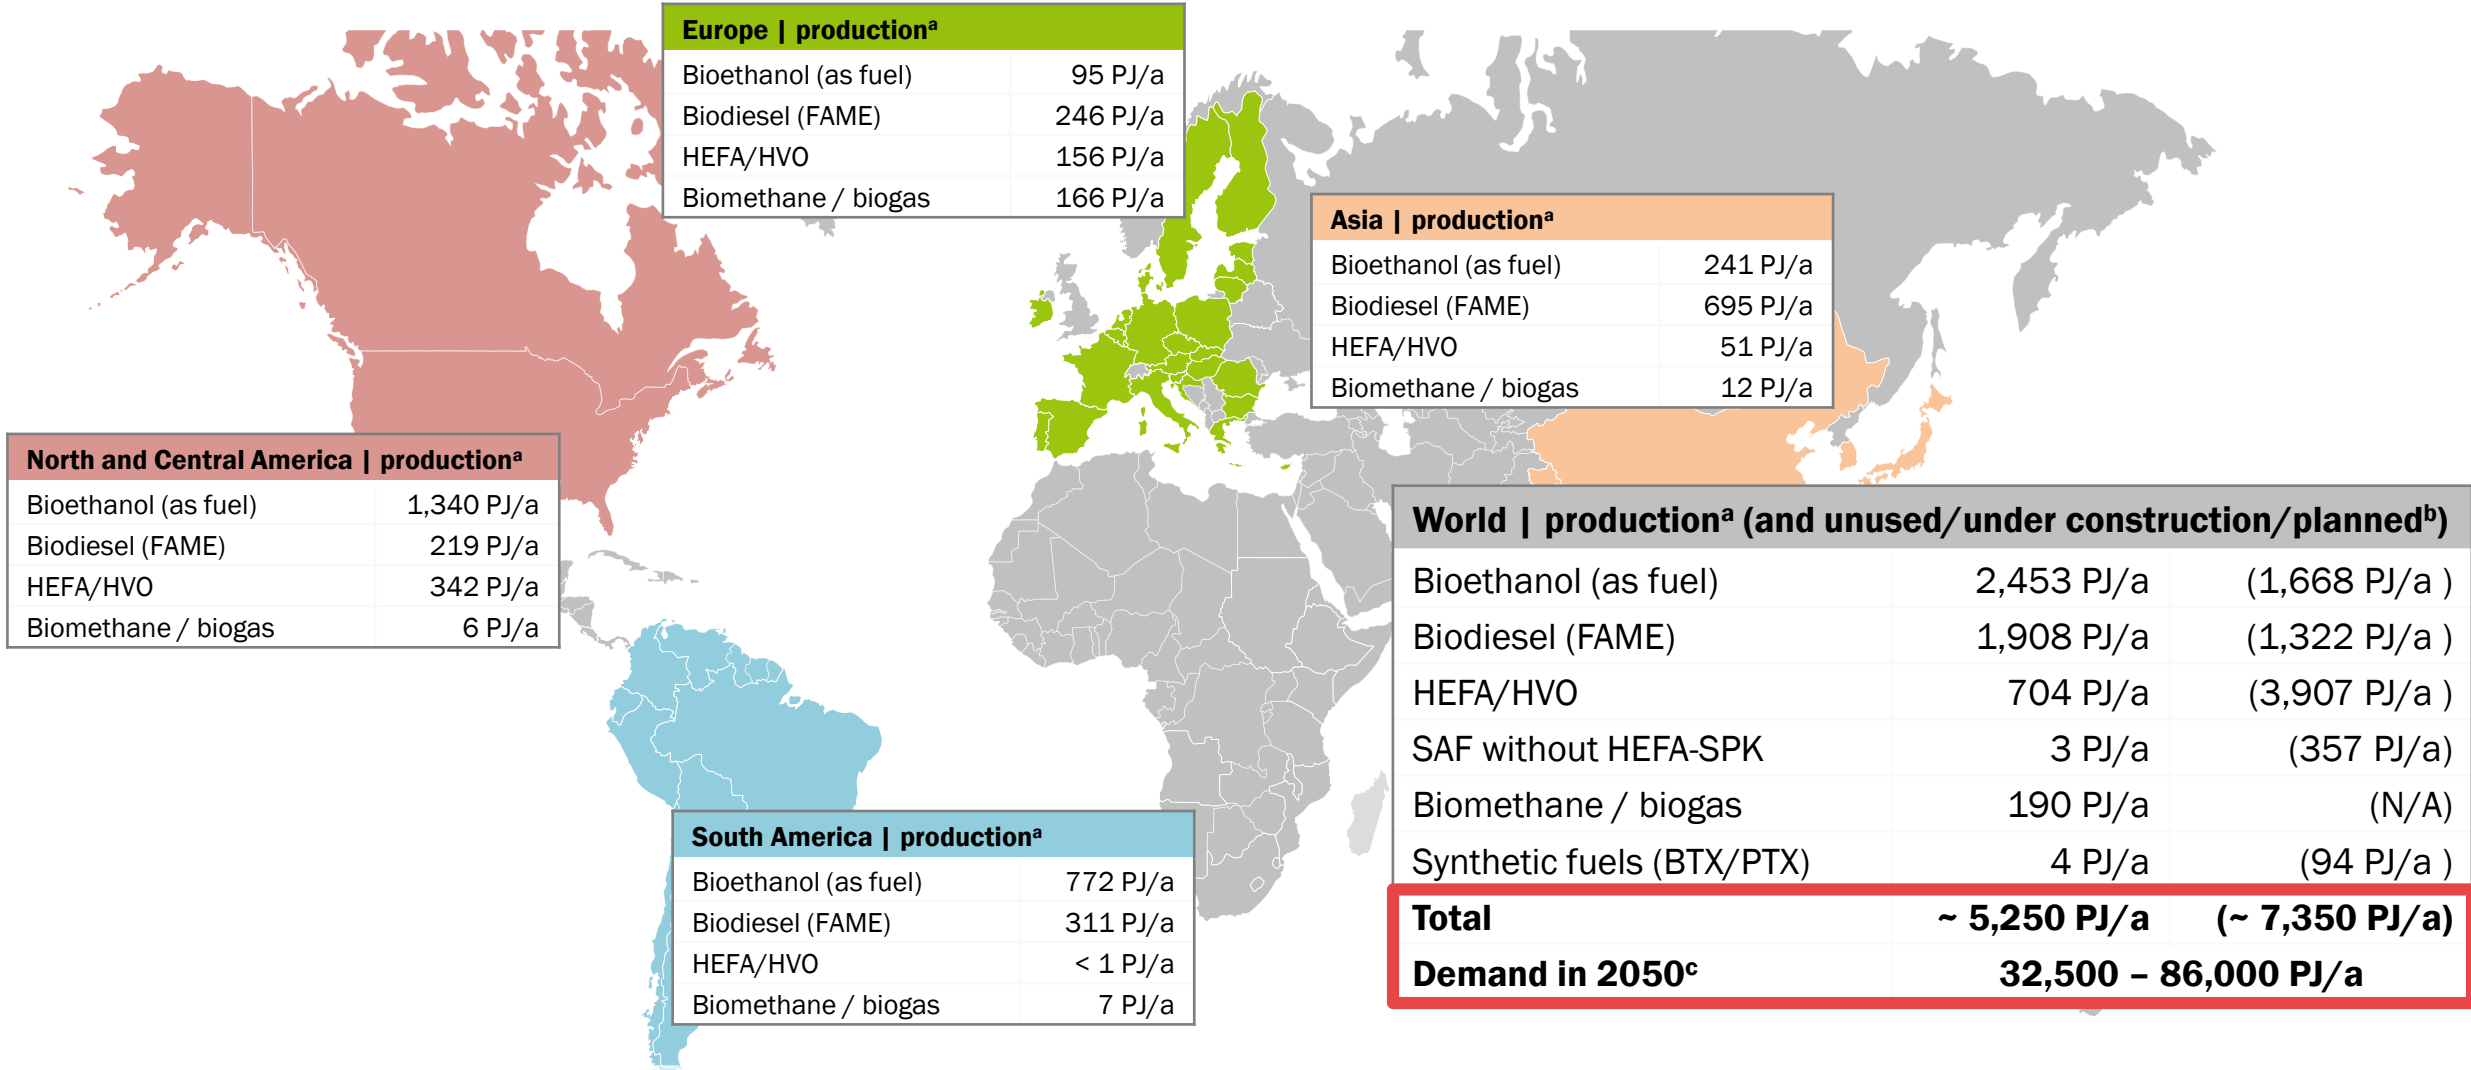 Europe | productionᵃ
Bioethanol (as fuel) 95 PJ/a
Biodiesel (FAME) 246 PJ/a
HEFA/HVO 156 PJ/a
Biomethane / biogas 166 PJ/a
Asia | productionᵃ
Bioethanol (as fuel) 241 PJ/a
Biodiesel (FAME) 695 PJ/a
HEFA/HVO 51 PJ/a
Biomethane / biogas 12 PJ/a
North and Central America | productionᵃ
Bioethanol (as fuel) 1,340 PJ/a
Biodiesel (FAME) 219 PJ/a
HEFA/HVO 342 PJ/a
Biomethane / biogas 6 PJ/a
World | productionᵃ (and unused/under construction/plannedᵇ)
Bioethanol (as fuel) 2,453 PJ/a (1,668 PJ/a )
Biodiesel (FAME) 1,908 PJ/a (1,322 PJ/a )
HEFA/HVO 704 PJ/a (3,907 PJ/a )
SAF without HEFA-SPK 3 PJ/a (357 PJ/a)
Biomethane / biogas 190 PJ/a (N/A)
Synthetic fuels (BTX/PTX) 4 PJ/a (94 PJ/a )
Total ~ 5,250 PJ/a (~ 7,350 PJ/a)
Demand in 2050ᶜ 32,500 – 86,000 PJ/a
South America | productionᵃ
Bioethanol (as fuel) 772 PJ/a
Biodiesel (FAME) 311 PJ/a
HEFA/HVO < 1 PJ/a
Biomethane / biogas 7 PJ/a